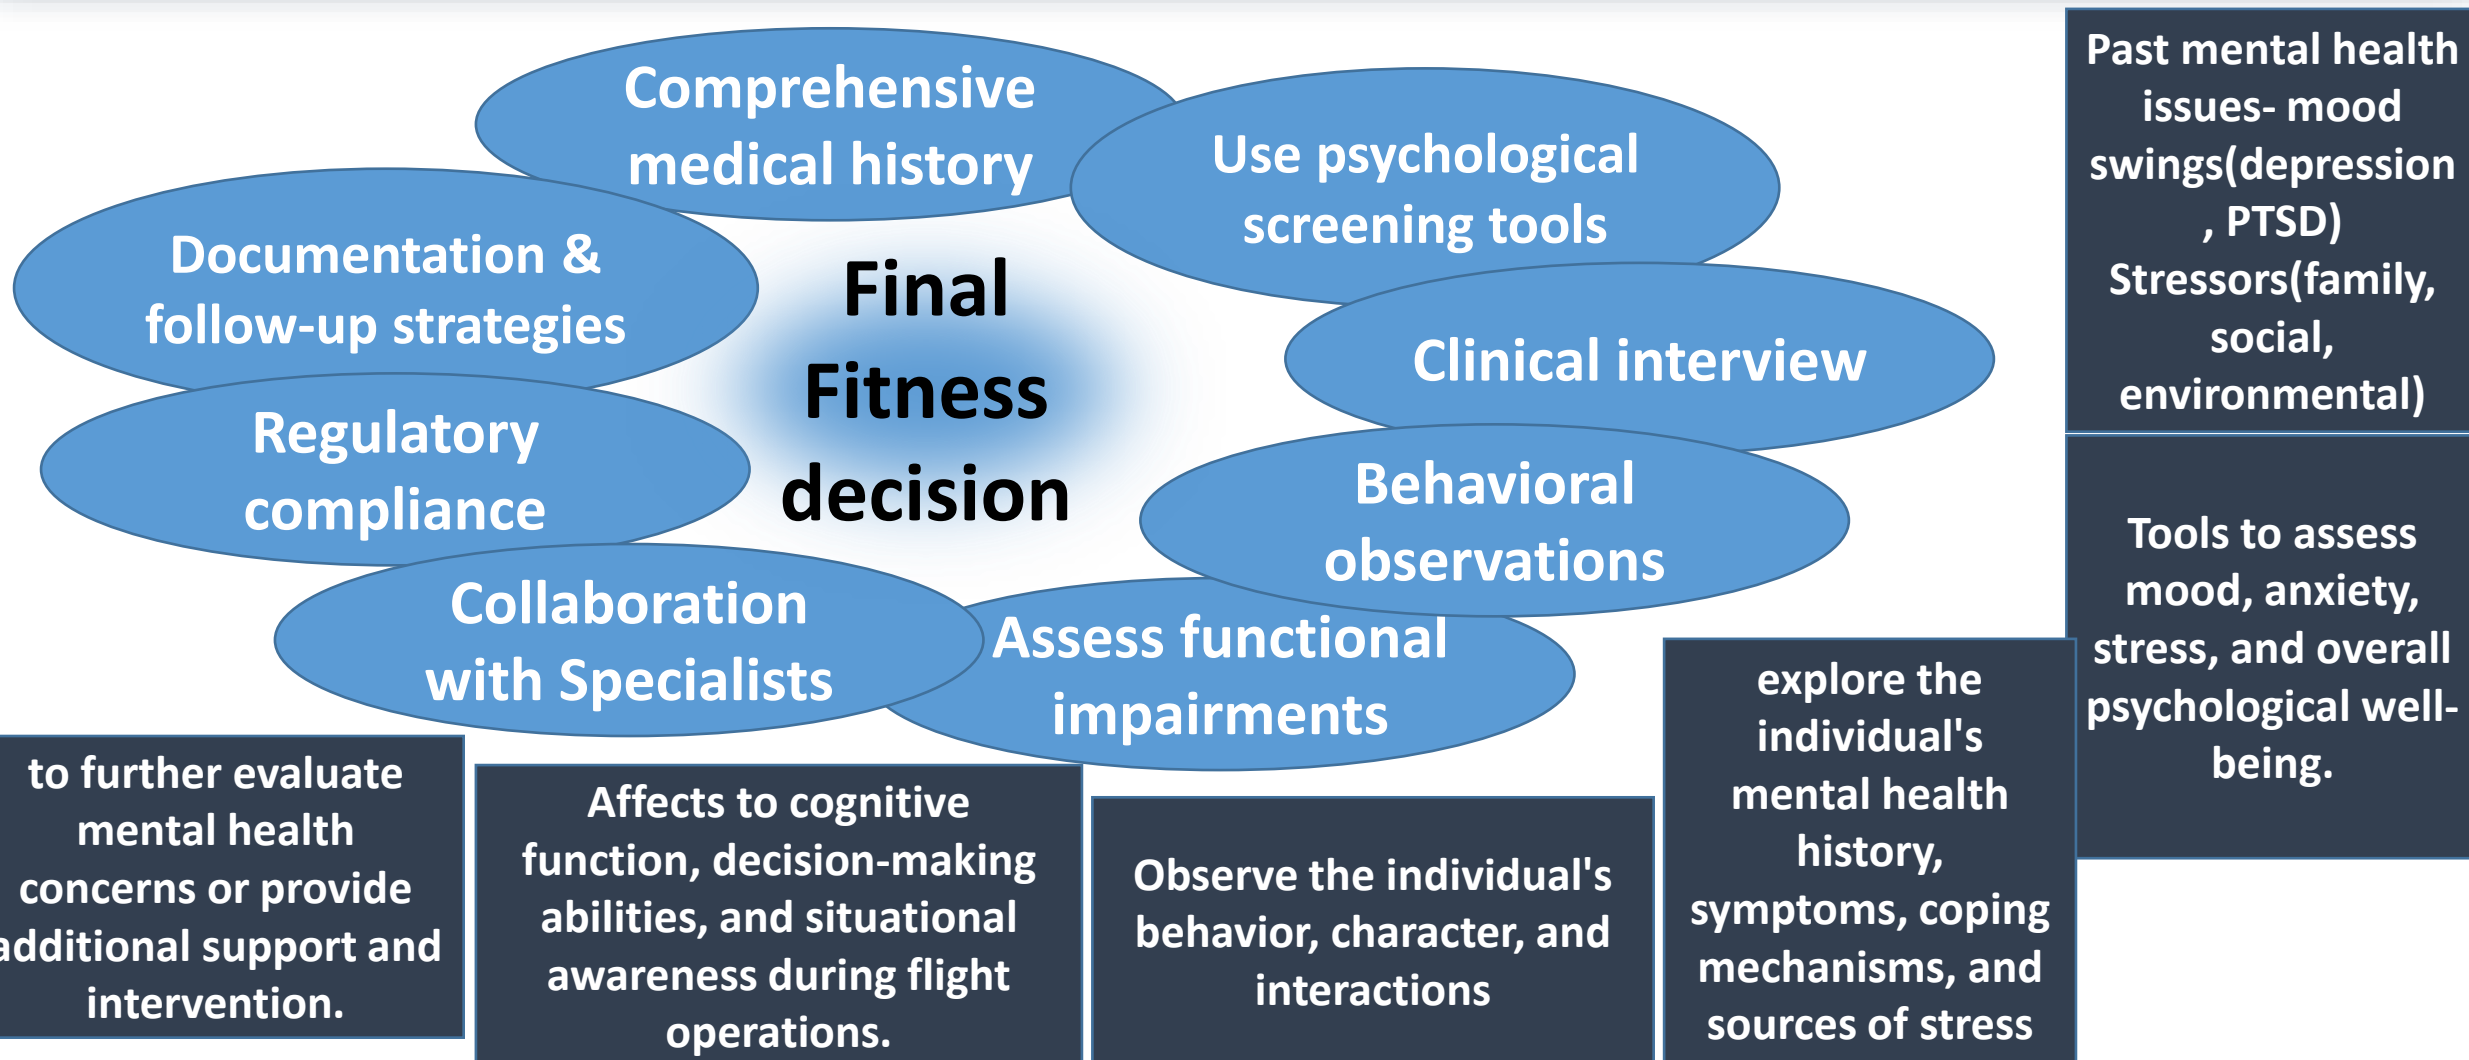 Comprehensive
medical history
Use psychological
screening tools
Clinical interview
Behavioral
observations
Assess functional
impairments
Collaboration
with Specialists
Regulatory
compliance
Documentation &
follow-up strategies
Final
Fitness
decision
Past mental health
issues- mood
swings(depression
, PTSD)
Stressors(family,
social,
environmental)
Tools to assess
mood, anxiety,
stress, and overall
psychological well-
being.
explore the
individual's
mental health
history,
symptoms, coping
mechanisms, and
sources of stress
Observe the individual's
behavior, character, and
interactions
Affects to cognitive
function, decision-making
abilities, and situational
awareness during flight
operations.
to further evaluate
mental health
concerns or provide
additional support and
intervention.